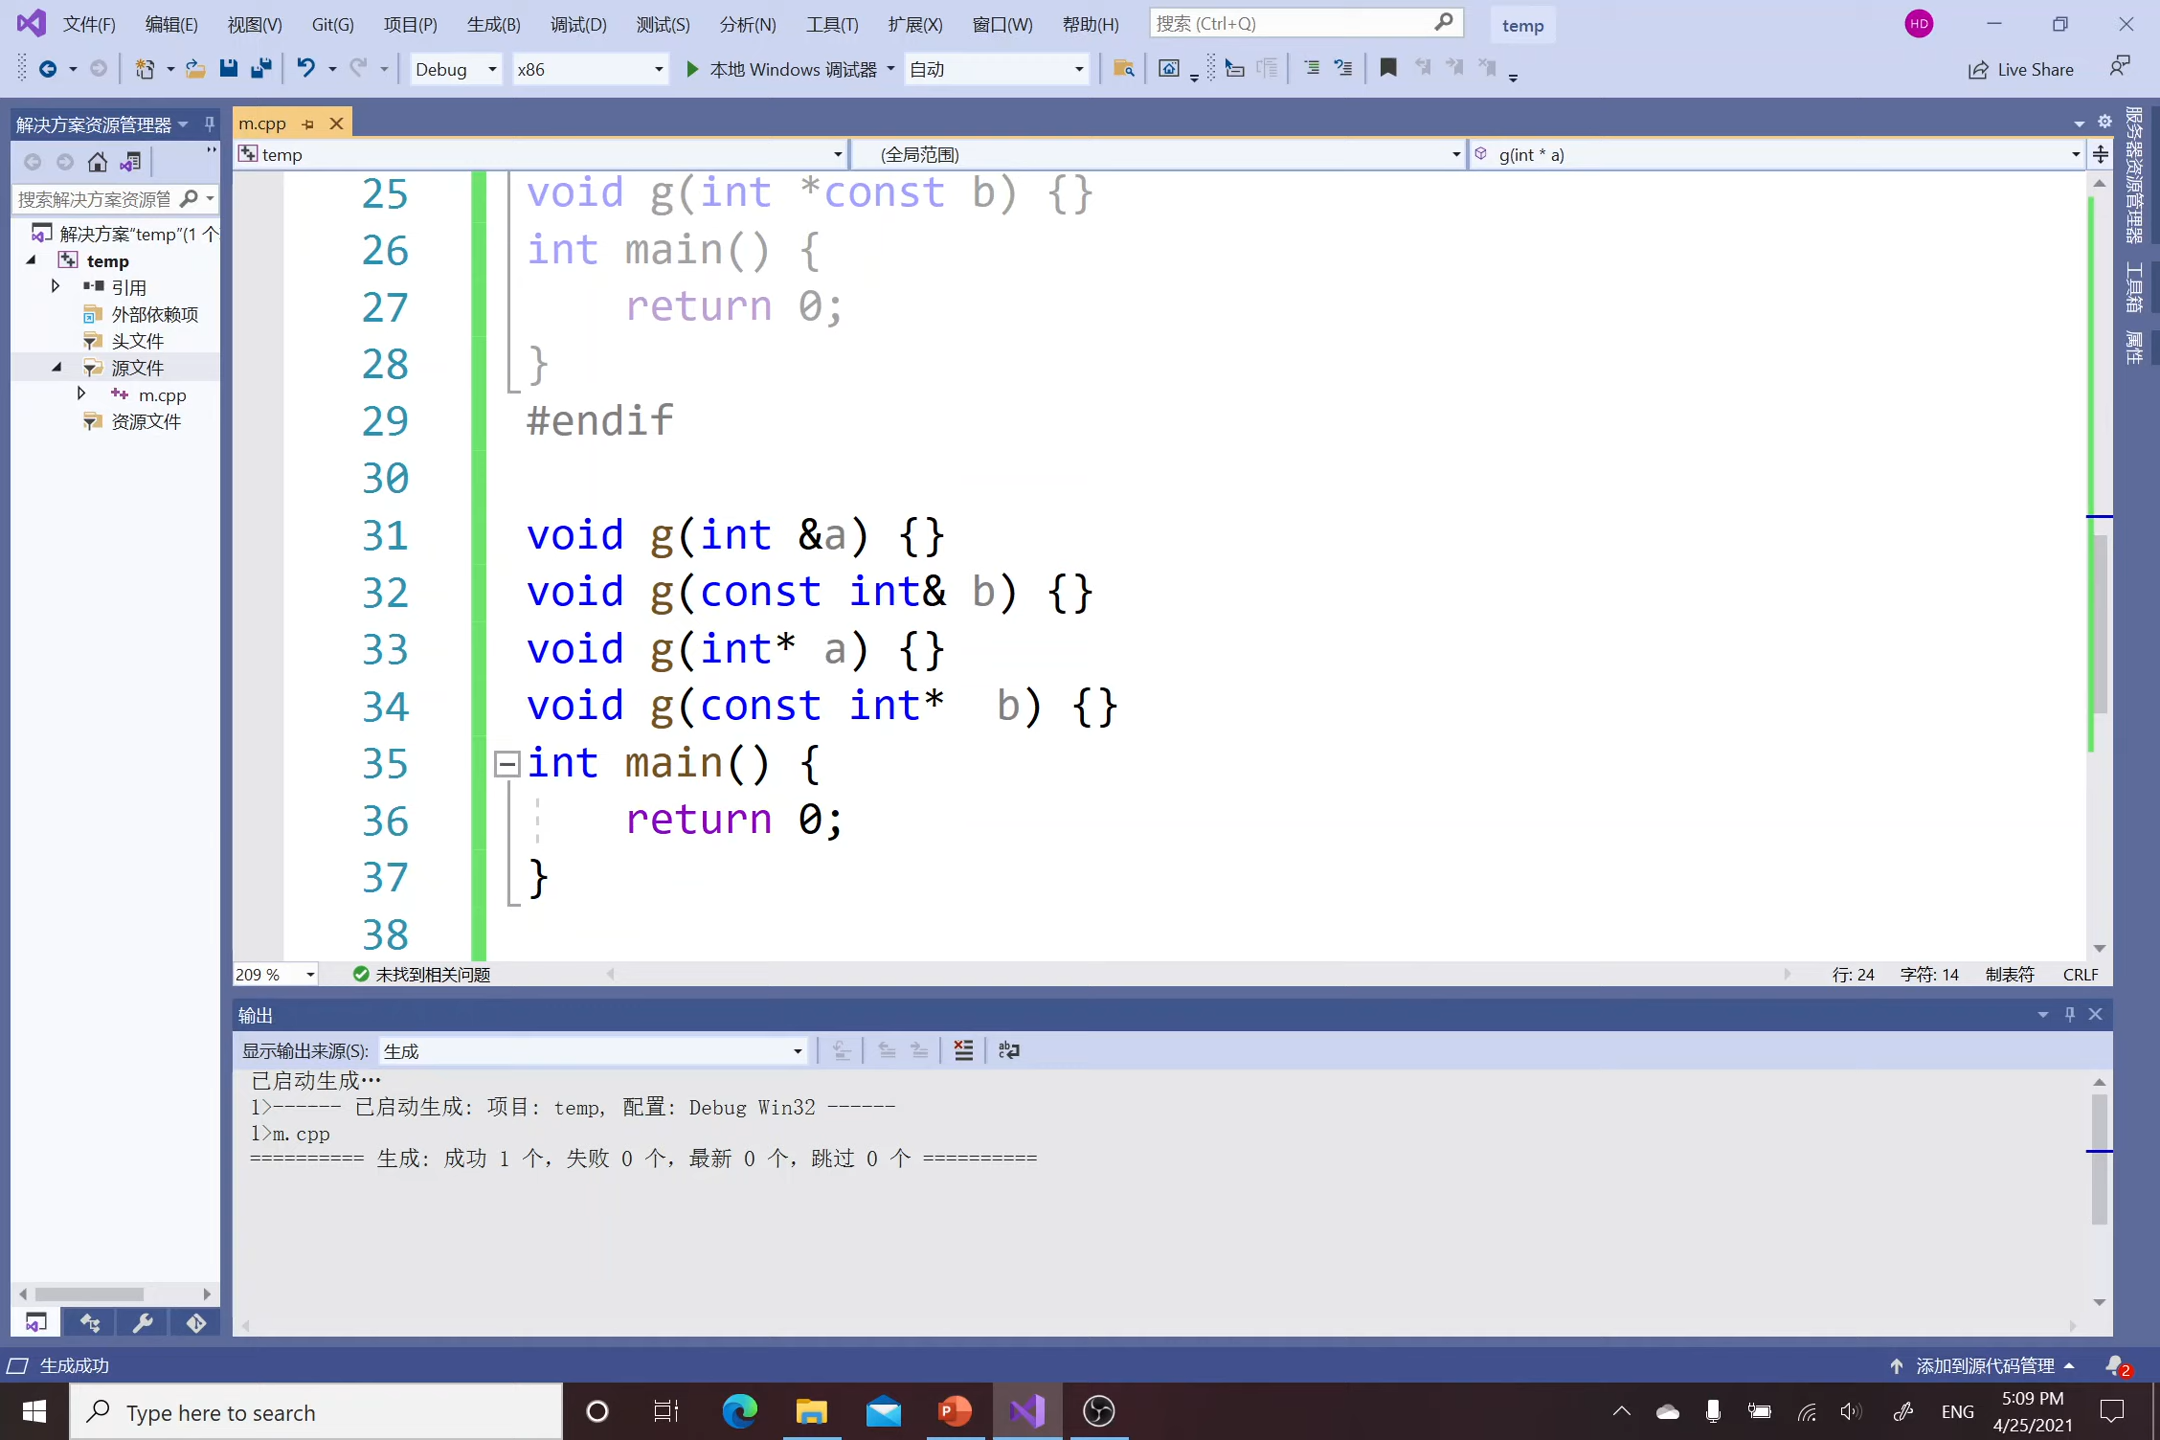 文件(F) 编辑(E) 视图(V) Git(G) 项目(P) 生成(B) 调试(D) 测试(S) 分析(N) 工具(T) 扩展(X) 窗口(W) 帮助(H) 搜索 (Ctrl+Q) temp HD
Debug x86 本地 Windows 调试器 自动 Live Share
解决方案资源管理器
搜索解决方案资源管
解决方案"temp"(1 个
temp
引用
外部依赖项
头文件
源文件
m.cpp
资源文件
m.cpp
temp (全局范围) g(int * a)
25 void g(int *const b) {}
26 int main() {
27 return 0;
28 }
29 #endif
30
31 void g(int &a) {}
32 void g(const int& b) {}
33 void g(int* a) {}
34 void g(const int*  b) {}
35 int main() {
36 return 0;
37 }
38
209 % 未找到相关问题 行: 24 字符: 14 制表符 CRLF
服务器资源管理器
工具箱
属性
输出
显示输出来源(S): 生成
已启动生成…
1>------ 已启动生成: 项目: temp, 配置: Debug Win32 ------
1>m.cpp
========== 生成: 成功 1 个，失败 0 个，最新 0 个，跳过 0 个 ==========
生成成功 添加到源代码管理 2
Type here to search ENG 5:09 PM
4/25/2021